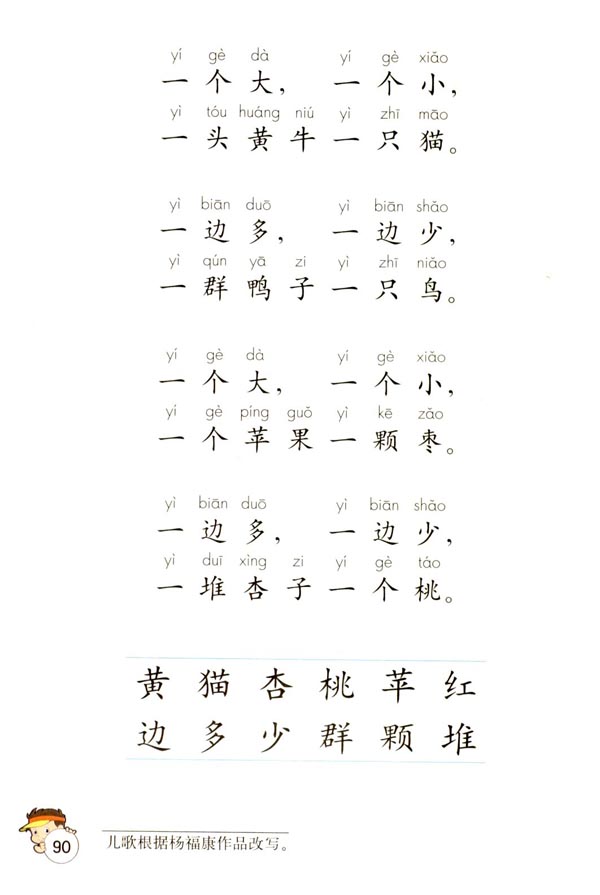 yí gè dà yí gè xiǎo
一个大， 一个小，
yì tóu huáng niú yì zhī māo
一头黄牛一只猫。
yì biān duō yì biān shǎo
一边多， 一边少，
yì qún yā zi yì zhī niǎo
一群鸭子一只鸟。
yí gè dà yí gè xiǎo
一个大， 一个小，
yí gè píng guǒ yì kē zǎo
一个苹果一颗枣。
yì biān duō yì biān shǎo
一边多， 一边少，
yì duī xìng zi yí gè táo
一堆杏子一个桃。
黄 猫 杏 桃 苹 红
边 多 少 群 颗 堆
儿歌根据杨福康作品改写。
90